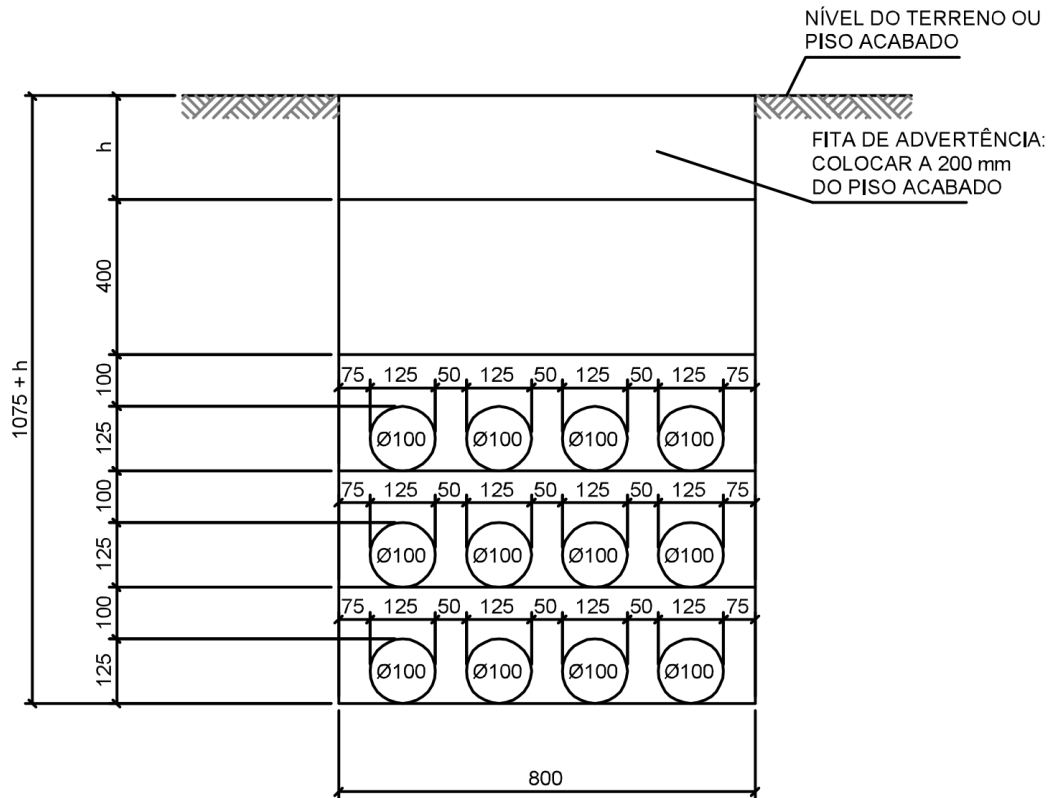 NÍVEL DO TERRENO OU
PISO ACABADO
FITA DE ADVERTÊNCIA:
COLOCAR A 200 mm
DO PISO ACABADO
h
400
1075 + h
100
75 125 50 125 50 125 50 125 75
125
Ø100 Ø100 Ø100 Ø100
100
75 125 50 125 50 125 50 125 75
125
Ø100 Ø100 Ø100 Ø100
100
75 125 50 125 50 125 50 125 75
125
Ø100 Ø100 Ø100 Ø100
800